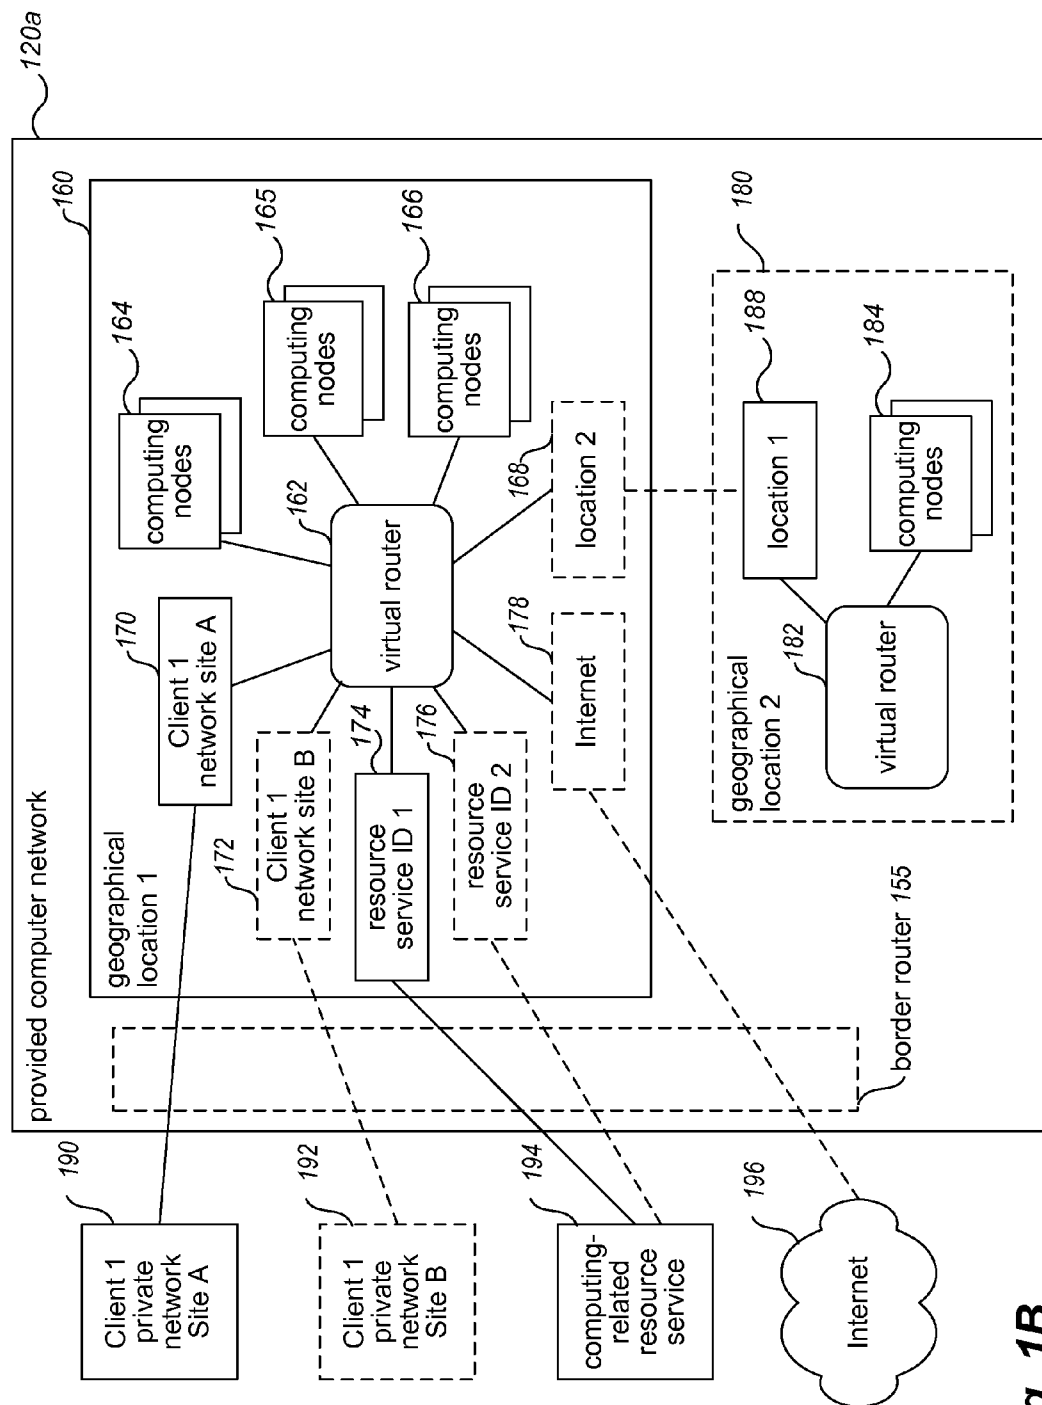 120a
provided computer network
160
geographical
location 1
164
computing
nodes
165
computing
nodes
166
computing
nodes
170
Client 1
network site A
162
virtual router
172
Client 1
network site B
174
resource
service ID 1
176
resource
service ID 2
178
Internet
168
location 2
180
geographical
location 2
188
location 1
184
computing
nodes
182
virtual router
border router 155
190
Client 1
private
network
Site A
192
Client 1
private
network
Site B
194
computing-
related
resource
service
196
Internet
1B